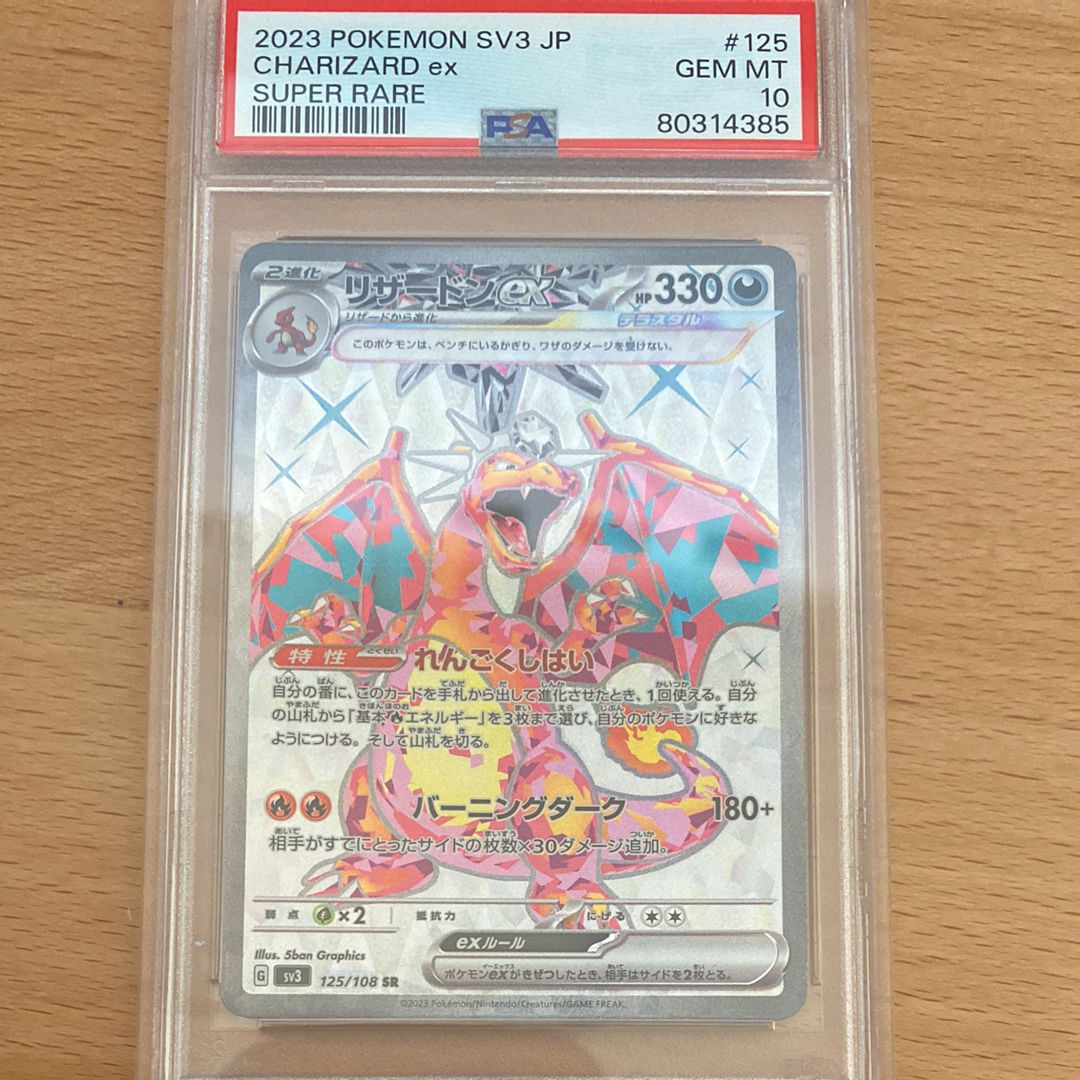 2023 POKEMON SV3 JP #125
CHARIZARD ex GEM MT
SUPER RARE 10
PSA 80314385
2進化 リザードンex HP330
リザードから進化 テラスタル
このポケモンは、ベンチにいるかぎり、ワザのダメージを受けない。
特性 とくせい れんごくしはい
自分の番に、このカードを手札から出して進化させたとき、1回使える。自分
の山札から「基本エネルギー」を3枚まで選び、自分のポケモンに好きな
ようにつける。そして山札を切る。
バーニングダーク 180+
相手がすでにとったサイドの枚数×30ダメージ追加。
弱点 ×2 抵抗力 にげる
exルール
Illus. 5ban Graphics
ポケモンexがきぜつしたとき、相手はサイドを2枚とる。
G sv3 125/108 SR
©2023 Pokémon/Nintendo/Creatures/GAME FREAK.